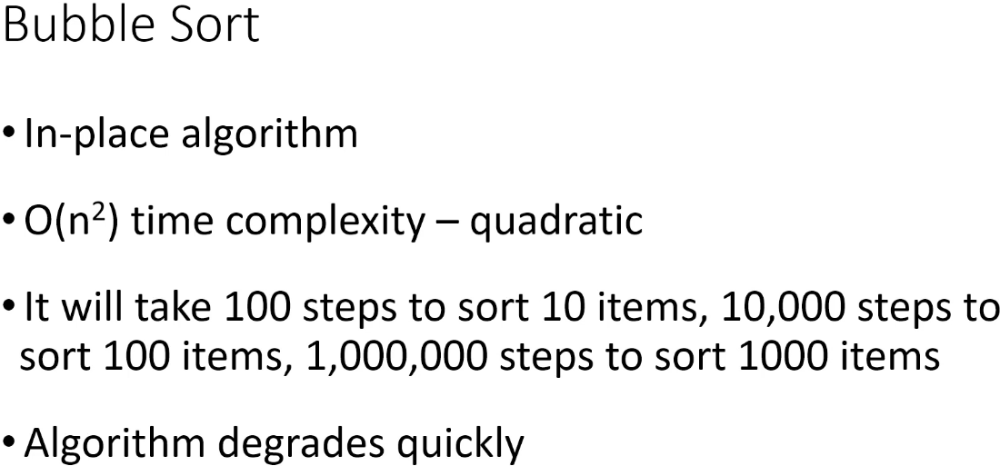 Bubble Sort
• In-place algorithm
• O(n²) time complexity – quadratic
• It will take 100 steps to sort 10 items, 10,000 steps to
sort 100 items, 1,000,000 steps to sort 1000 items
• Algorithm degrades quickly